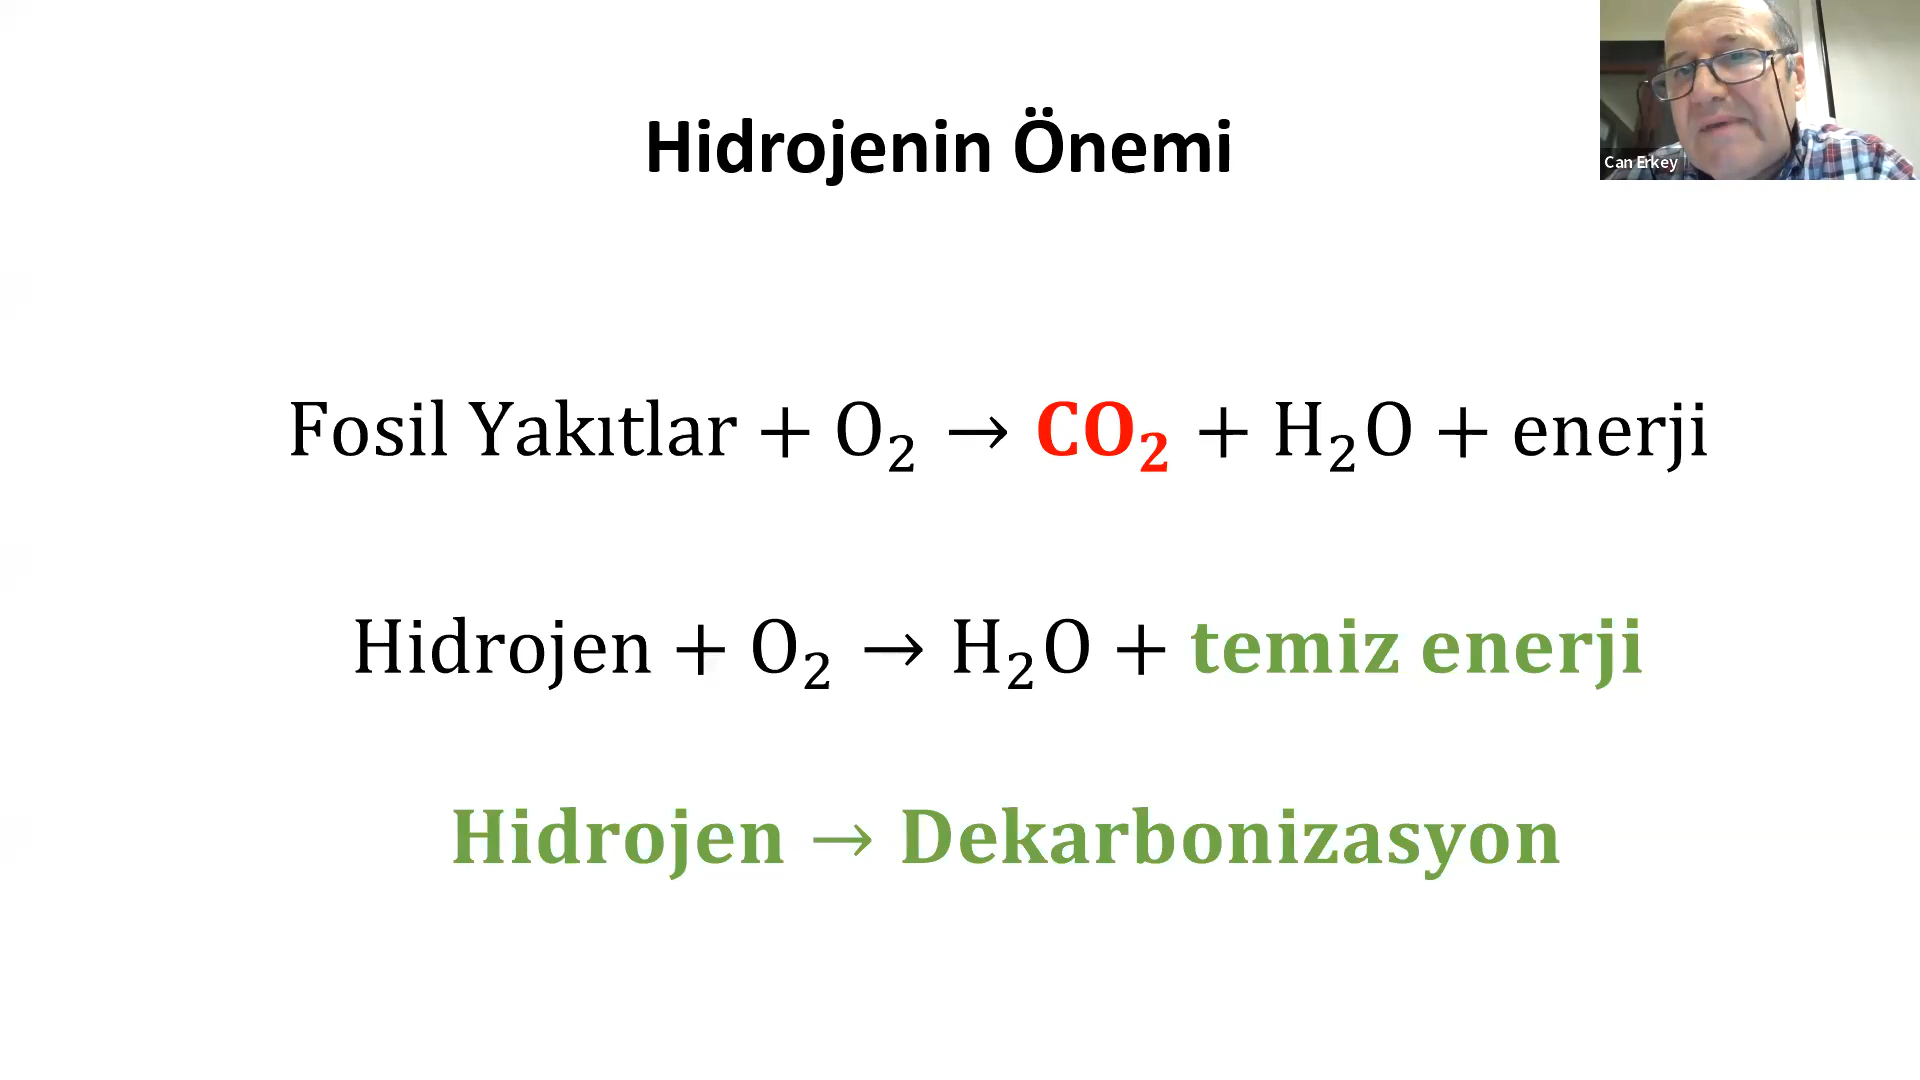 Hidrojenin Önemi
Can Erkey
Fosil Yakıtlar + O₂ → CO₂ + H₂O + enerji
Hidrojen + O₂ → H₂O + temiz enerji
Hidrojen → Dekarbonizasyon